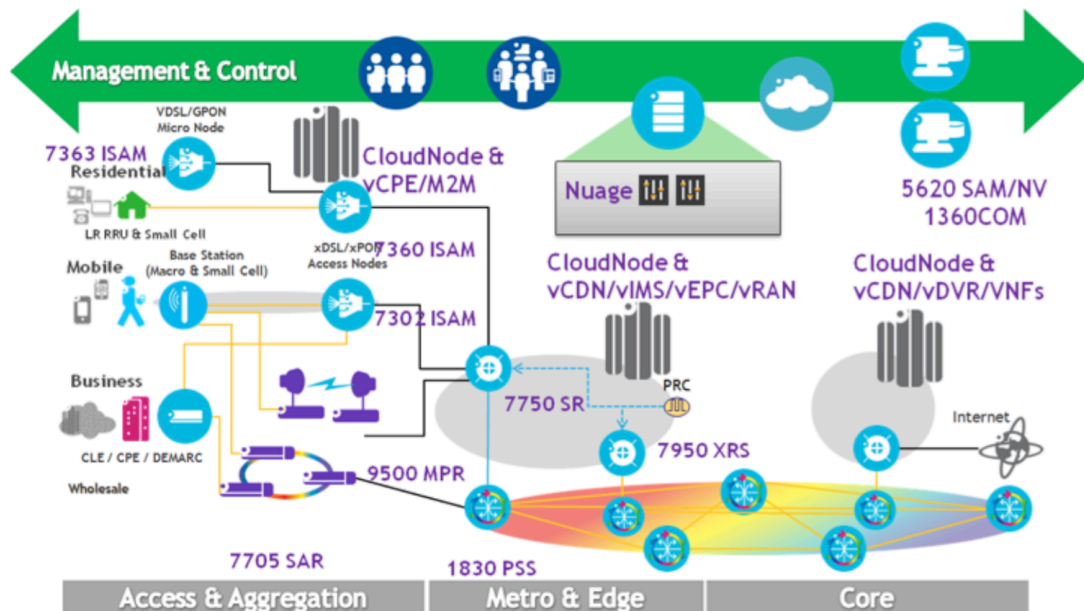 Management & Control
VDSL/GPON
Micro Node
7363 ISAM
Residential
LR RRU & Small Cell
CloudNode &
vCPE/M2M
xDSL/xPON
Access Nodes
7360 ISAM
Mobile
Base Station
(Macro & Small Cell)
7302 ISAM
Business
CLE / CPE / DEMARC
Wholesale
9500 MPR
7705 SAR
1830 PSS
Nuage
5620 SAM/NV
1360COM
CloudNode &
vCDN/vIMS/vEPC/vRAN
PRC
7750 SR
7950 XRS
CloudNode &
vCDN/vDVR/VNFs
Internet
Access & Aggregation
Metro & Edge
Core